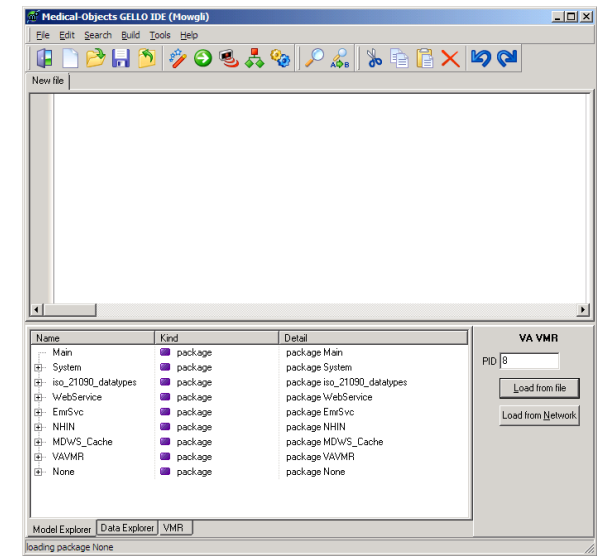 Medical-Objects GELLO IDE (Mowgli)
File Edit Search Build Tools Help
A B
New file
Name Kind Detail
Main package package Main
System package package System
iso_21090_datatypes package package iso_21090_datatypes
WebService package package WebService
EmrSvc package package EmrSvc
NHIN package package NHIN
MDWS_Cache package package MDWS_Cache
VAVMR package package VAVMR
None package package None
VA VMR
PID 8
Load from file
Load from Network
Model Explorer Data Explorer VMR
loading package None